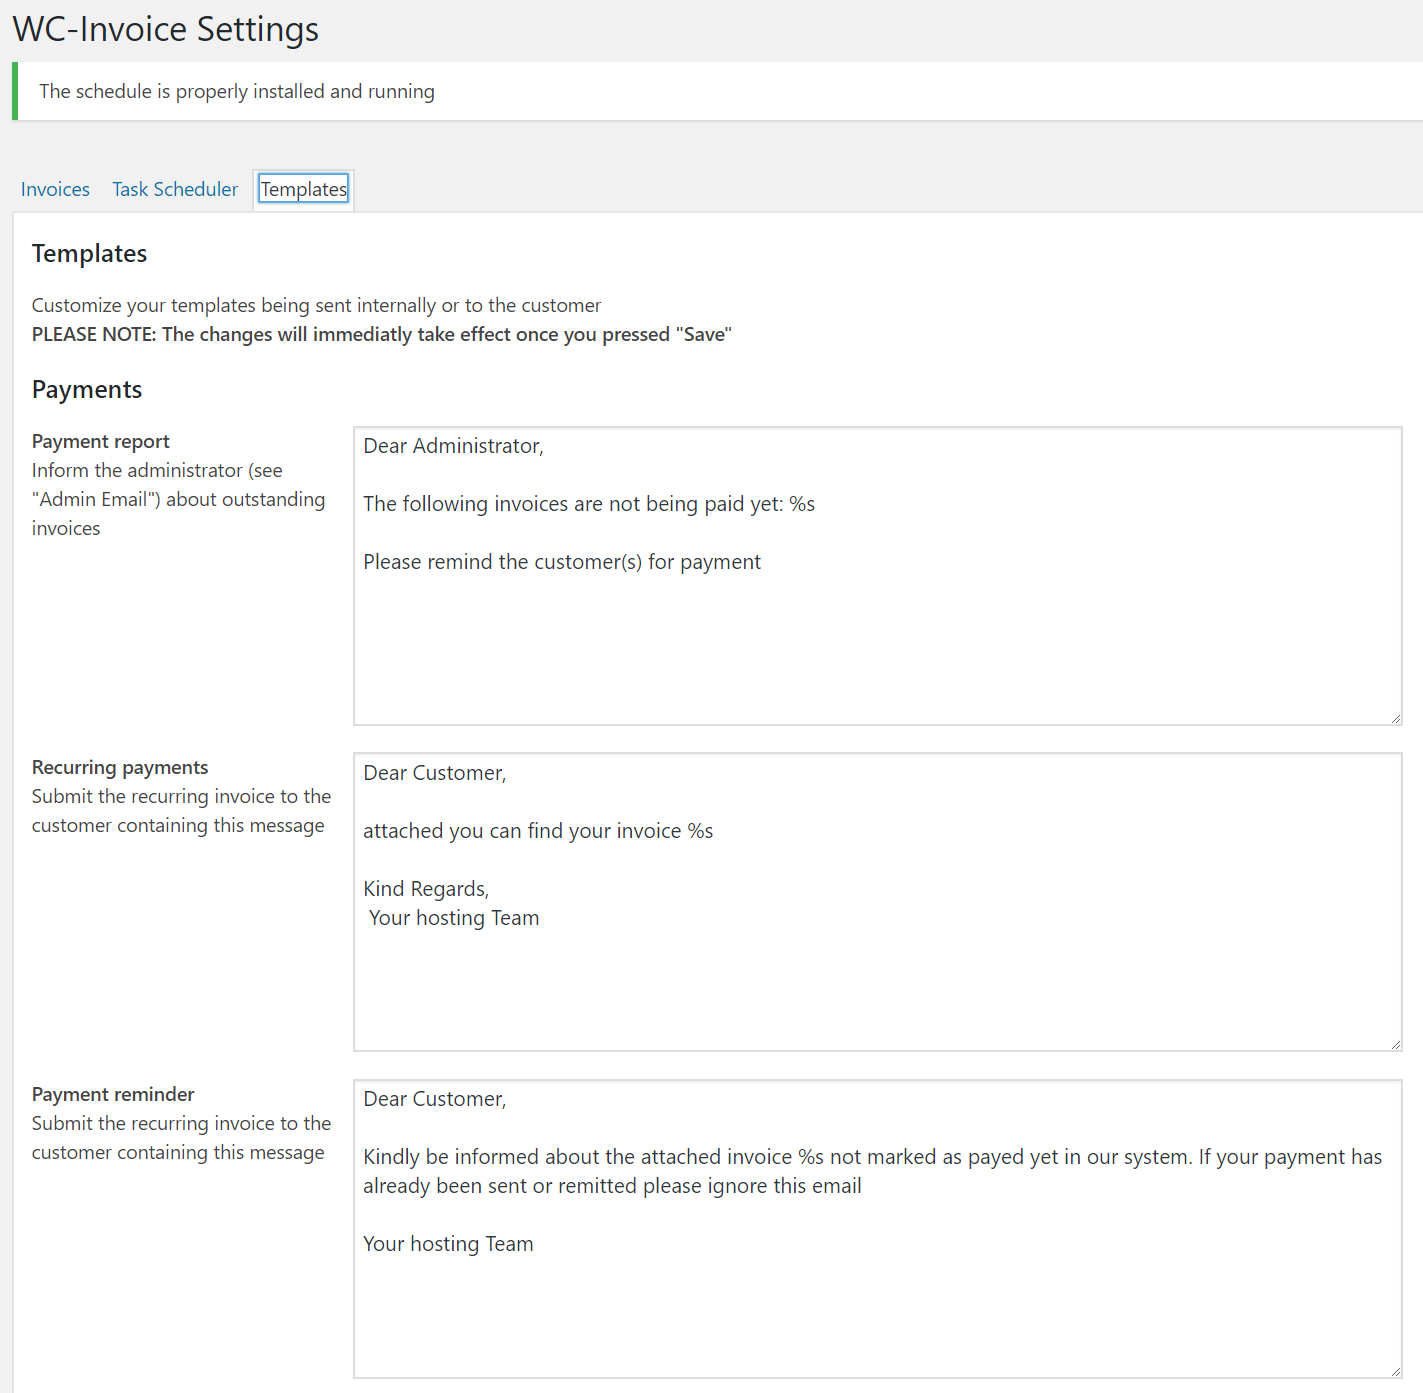 WC-Invoice Settings
The schedule is properly installed and running
Invoices Task Scheduler Templates
Templates
Customize your templates being sent internally or to the customer
PLEASE NOTE: The changes will immediatly take effect once you pressed "Save"
Payments
Payment report
Inform the administrator (see
"Admin Email") about outstanding
invoices
Dear Administrator,
The following invoices are not being paid yet: %s
Please remind the customer(s) for payment
Recurring payments
Submit the recurring invoice to the
customer containing this message
Dear Customer,
attached you can find your invoice %s
Kind Regards,
Your hosting Team
Payment reminder
Submit the recurring invoice to the
customer containing this message
Dear Customer,
Kindly be informed about the attached invoice %s not marked as payed yet in our system. If your payment has
already been sent or remitted please ignore this email
Your hosting Team